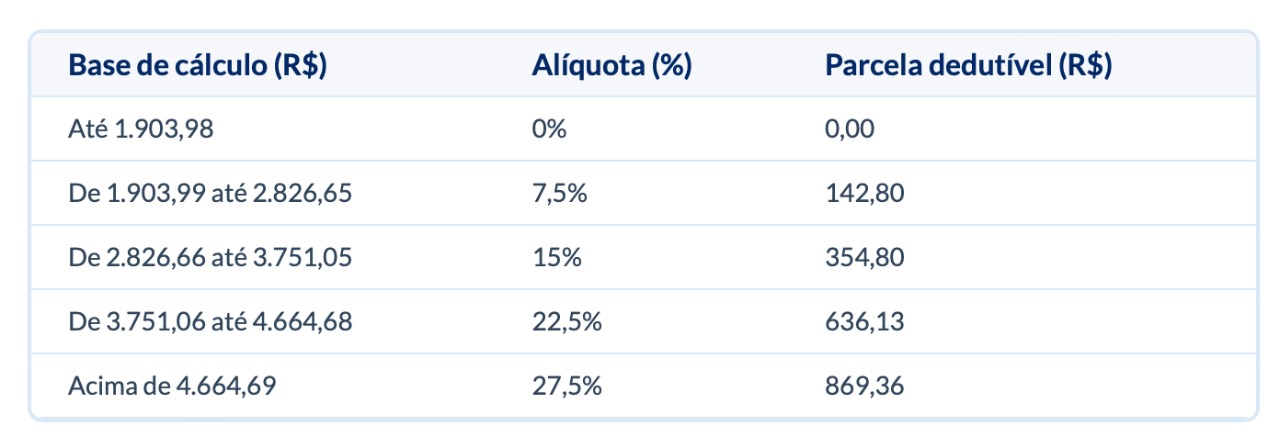 Base de cálculo (R$) Alíquota (%) Parcela dedutível (R$)
Até 1.903,98 0% 0,00
De 1.903,99 até 2.826,65 7,5% 142,80
De 2.826,66 até 3.751,05 15% 354,80
De 3.751,06 até 4.664,68 22,5% 636,13
Acima de 4.664,69 27,5% 869,36